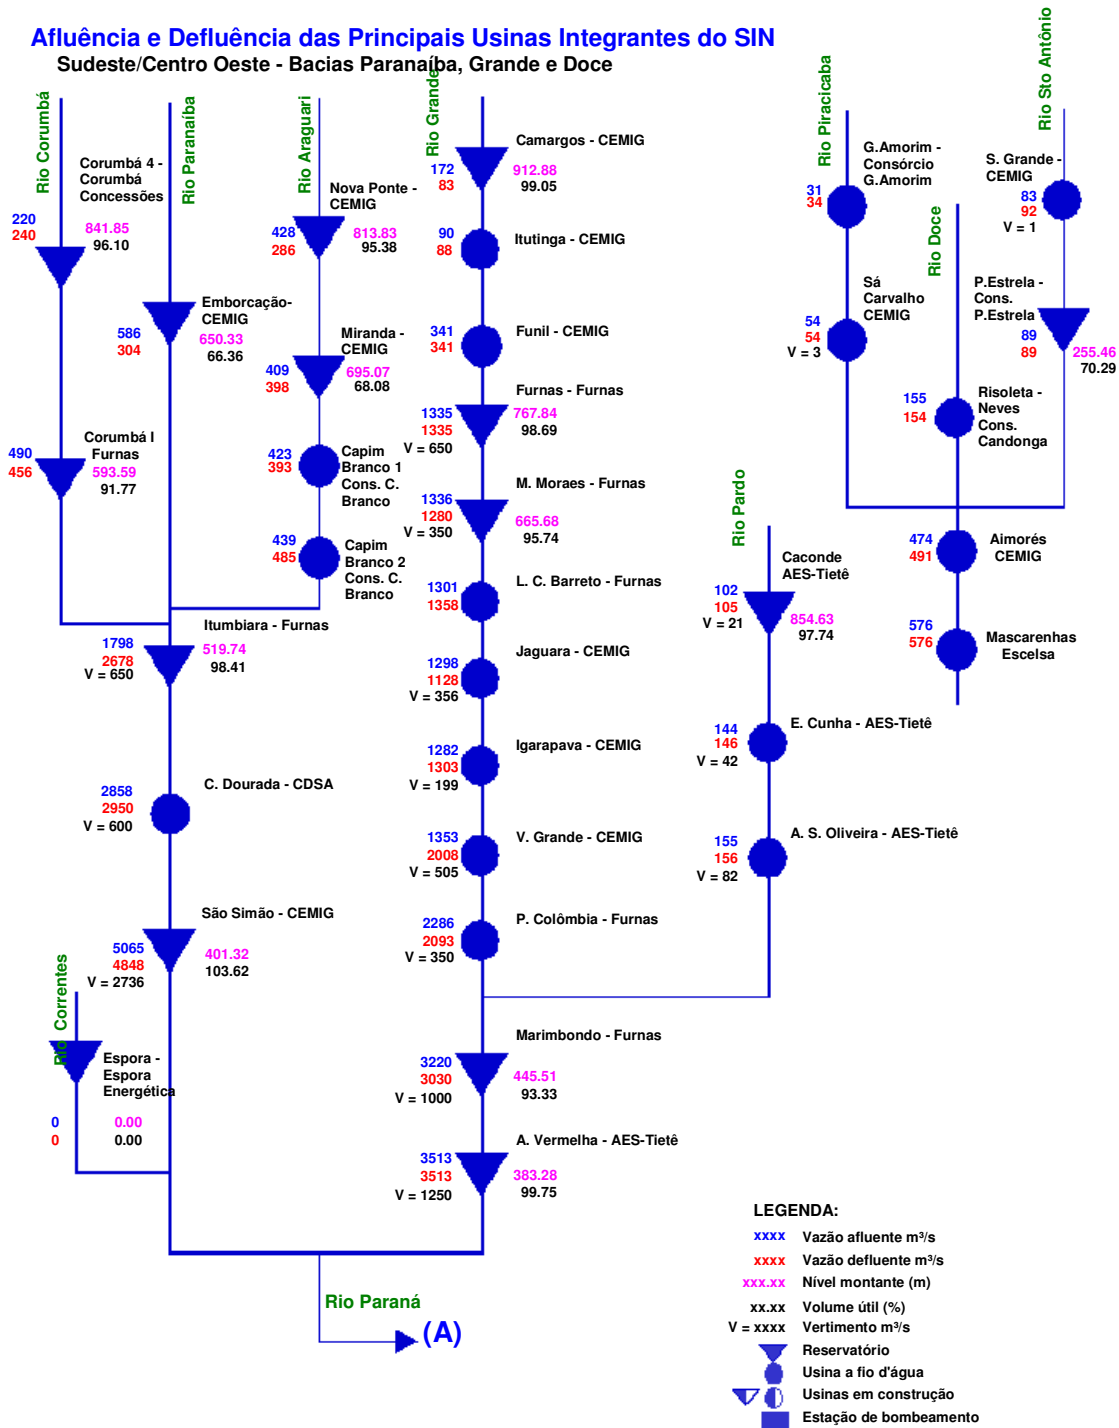 Afluência e Defluência das Principais Usinas Integrantes do SIN
Sudeste/Centro Oeste - Bacias Paranaíba, Grande e Doce
Rio Corumbá
Corumbá 4 -
Corumbá
Concessões
220
240
841.85
96.10
Corumbá I
Furnas
490
456
593.59
91.77
Rio Paranaíba
Emborcação-
CEMIG
586
304
650.33
66.36
Rio Araguari
Nova Ponte -
CEMIG
428
286
813.83
95.38
Miranda -
CEMIG
409
398
695.07
68.08
Capim
Branco 1
Cons. C.
Branco
423
393
Capim
Branco 2
Cons. C.
Branco
439
485
Itumbiara - Furnas
1798
2678
V = 650
519.74
98.41
C. Dourada - CDSA
2858
2950
V = 600
São Simão - CEMIG
5065
4848
V = 2736
401.32
103.62
Rio Correntes
Espora -
Espora
Energética
0
0
0.00
0.00
Rio Grande
Camargos - CEMIG
172
83
912.88
99.05
Itutinga - CEMIG
90
88
Funil - CEMIG
341
341
Furnas - Furnas
1335
1335
V = 650
767.84
98.69
M. Moraes - Furnas
1336
1280
V = 350
665.68
95.74
L. C. Barreto - Furnas
1301
1358
Jaguara - CEMIG
1298
1128
V = 356
Igarapava - CEMIG
1282
1303
V = 199
V. Grande - CEMIG
1353
2008
V = 505
P. Colômbia - Furnas
2286
2093
V = 350
Rio Pardo
Caconde
AES-Tietê
102
105
V = 21
854.63
97.74
E. Cunha - AES-Tietê
144
146
V = 42
A. S. Oliveira - AES-Tietê
155
156
V = 82
Marimbondo - Furnas
3220
3030
V = 1000
445.51
93.33
A. Vermelha - AES-Tietê
3513
3513
V = 1250
383.28
99.75
Rio Paraná
(A)
Rio Piracicaba
G.Amorim -
Consórcio
G.Amorim
31
34
Sá
Carvalho
CEMIG
54
54
V = 3
Rio Doce
Risoleta -
Neves
Cons.
Candonga
155
154
Rio Sto Antônio
S. Grande -
CEMIG
83
92
V = 1
P.Estrela -
Cons.
P.Estrela
89
89
255.46
70.29
Aimorés
CEMIG
474
491
Mascarenhas
Escelsa
576
576
LEGENDA:
xxxx Vazão afluente m³/s
xxxx Vazão defluente m³/s
xxx.xx Nível montante (m)
xx.xx Volume útil (%)
V = xxxx Vertimento m³/s
Reservatório
Usina a fio d'água
Usinas em construção
Estação de bombeamento